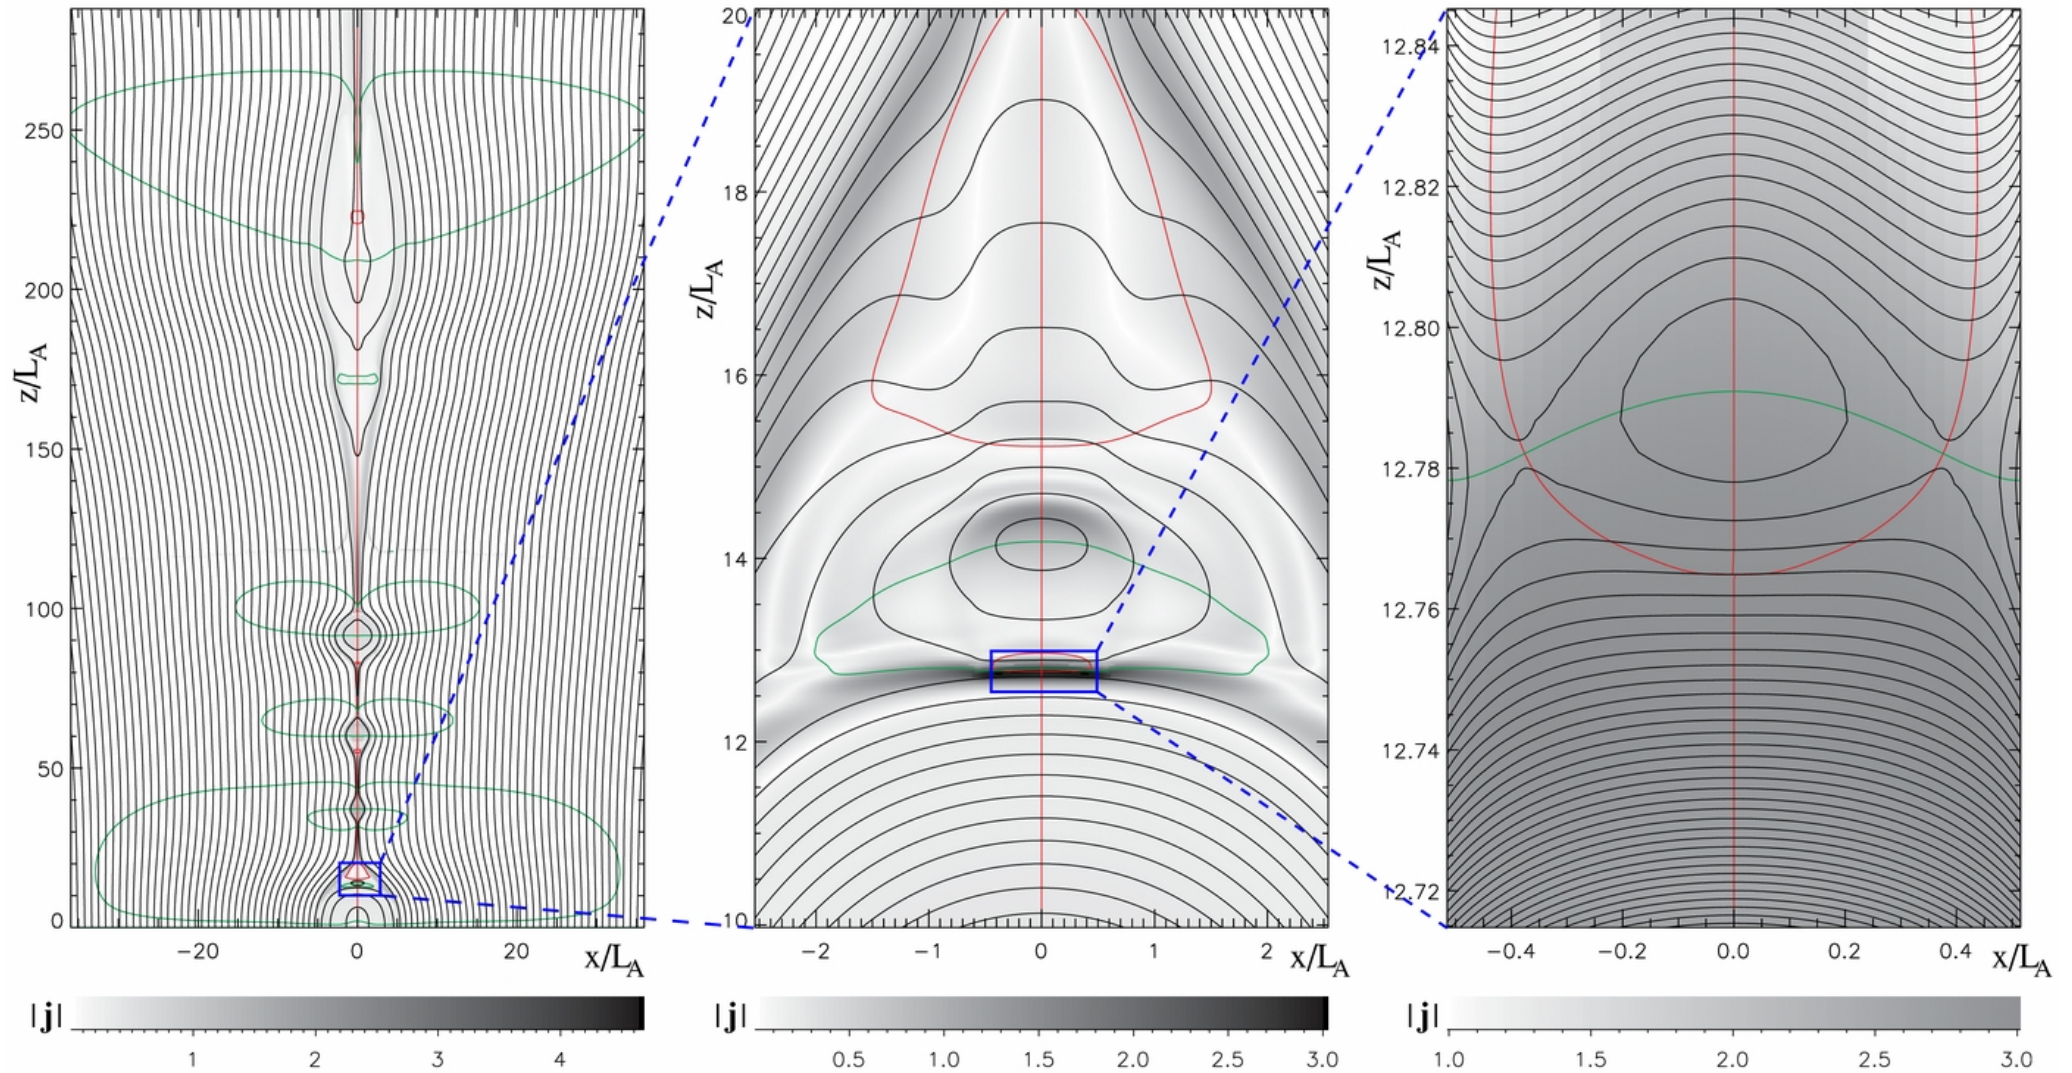 250
200
150
100
50
0
z/L_A
−20 0 20 x/L_A
|j|
1 2 3 4
20
18
16
14
12
10
z/L_A
−2 −1 0 1 2 x/L_A
|j|
0.5 1.0 1.5 2.0 2.5 3.0
12.84
12.82
12.80
12.78
12.76
12.74
12.72
z/L_A
−0.4 −0.2 0.0 0.2 0.4 x/L_A
|j|
1.0 1.5 2.0 2.5 3.0